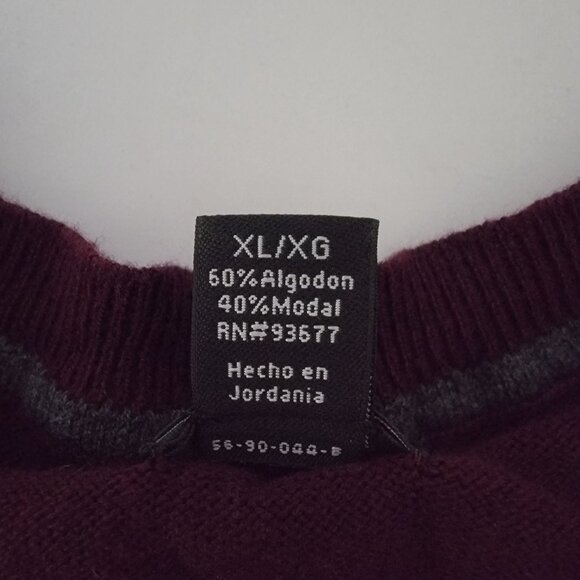 XL/XG
60%Algodon
40%Modal
RN#93677
Hecho en
Jordania
56-90-044-B